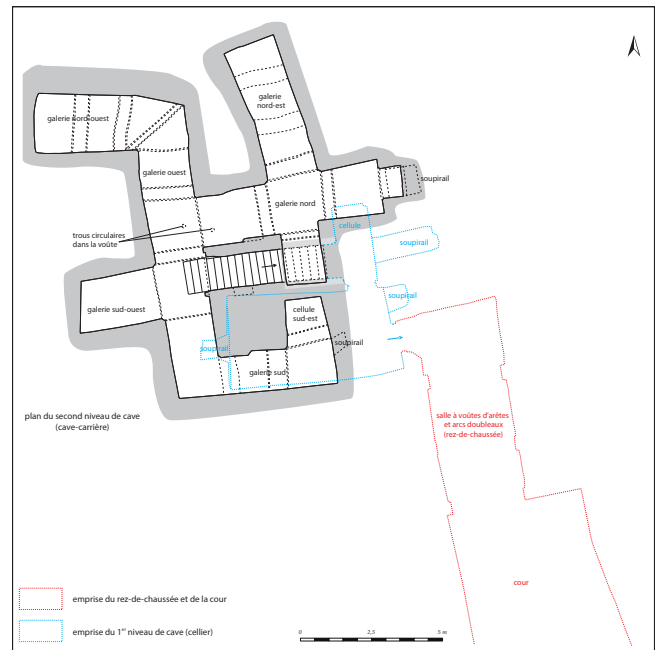 galerie
nord-est
galerie nord-ouest
galerie ouest
soupirail
galerie nord
cellule
trous circulaires
dans la voûte
soupirail
soupirail
galerie sud-ouest
cellule
sud-est
soupirail
soupirail
galerie sud
plan du second niveau de cave
(cave-carrière)
salle à voûtes d'arêtes
et arcs doubleaux
(rez-de-chaussée)
cour
emprise du rez-de-chaussée et de la cour
emprise du 1er niveau de cave (cellier)
0 2,5 5 m